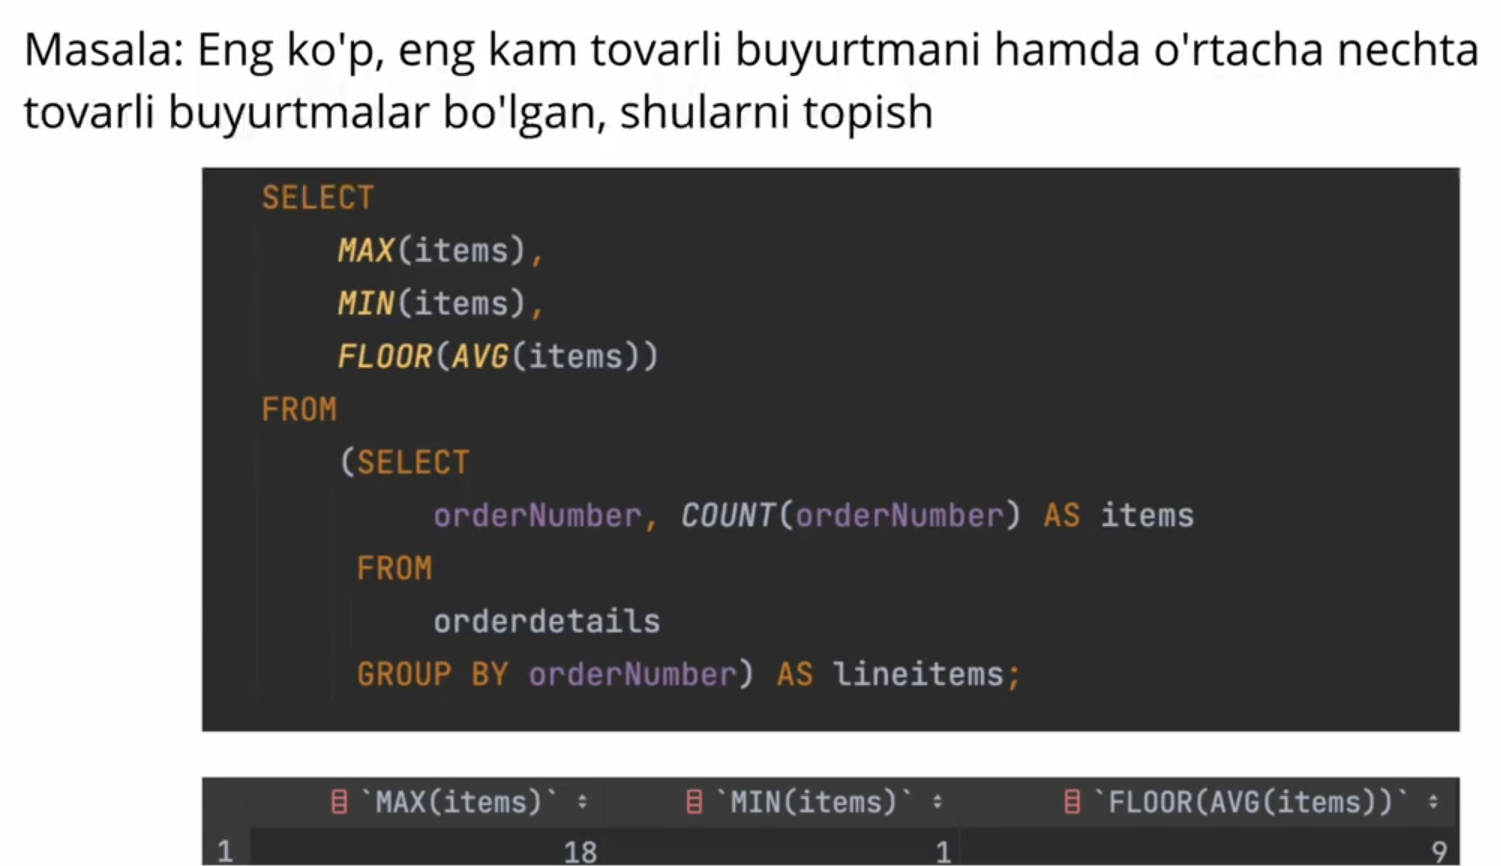 Masala: Eng ko'p, eng kam tovarli buyurtmani hamda o'rtacha nechta
tovarli buyurtmalar bo'lgan, shularni topish
SELECT
MAX(items),
MIN(items),
FLOOR(AVG(items))
FROM
(SELECT
orderNumber, COUNT(orderNumber) AS items
FROM
orderdetails
GROUP BY orderNumber) AS lineitems;
`MAX(items)` `MIN(items)` `FLOOR(AVG(items))`
1 18 1 9